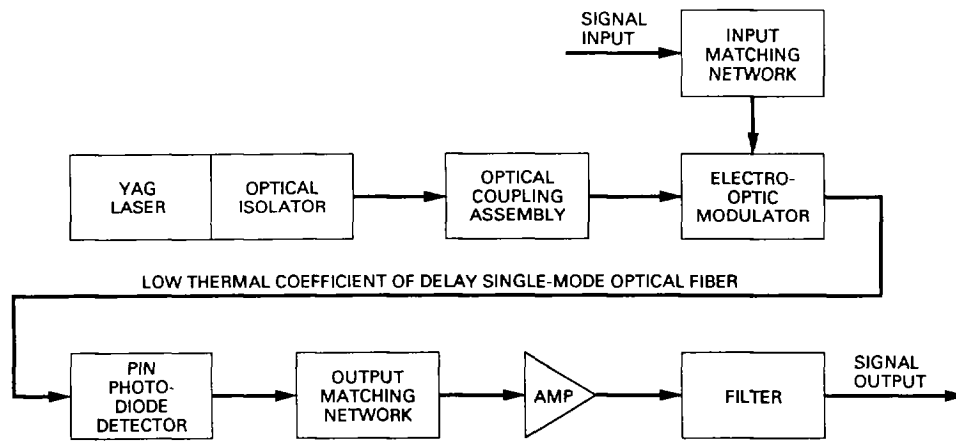 SIGNAL
INPUT
INPUT
MATCHING
NETWORK
YAG
LASER
OPTICAL
ISOLATOR
OPTICAL
COUPLING
ASSEMBLY
ELECTRO-
OPTIC
MODULATOR
LOW THERMAL COEFFICIENT OF DELAY SINGLE-MODE OPTICAL FIBER
PIN
PHOTO-
DIODE
DETECTOR
OUTPUT
MATCHING
NETWORK
AMP
FILTER
SIGNAL
OUTPUT